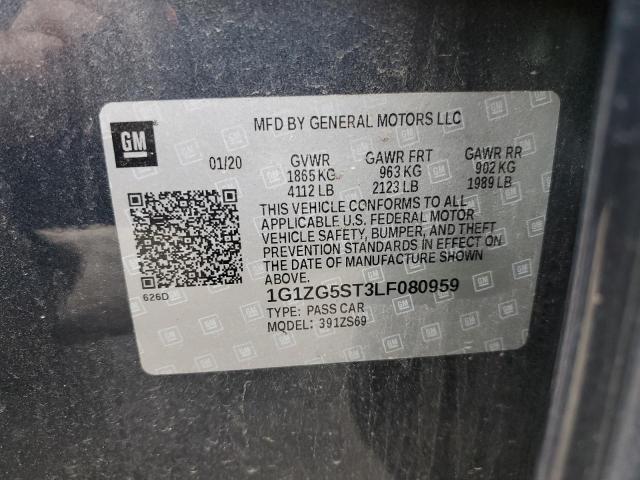 GM
MFD BY GENERAL MOTORS LLC
01/20 GVWR GAWR FRT GAWR RR
1865 KG 963 KG 902 KG
4112 LB 2123 LB 1989 LB
THIS VEHICLE CONFORMS TO ALL
APPLICABLE U.S. FEDERAL MOTOR
VEHICLE SAFETY, BUMPER, AND THEFT
PREVENTION STANDARDS IN EFFECT ON
THE DATE OF MANUFACTURE SHOWN
ABOVE.
626D
1G1ZG5ST3LF080959
TYPE: PASS CAR
MODEL: 391ZS69